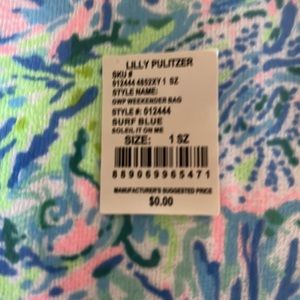 LILLY PULITZER
SKU #
012444 4652XY 1 SZ
STYLE NAME:
GWP WEEKENDER BAG
STYLE #: 012444
SURF BLUE
SOLEIL IT ON ME
SIZE: 1 SZ
889069965471
MANUFACTURER'S SUGGESTED PRICE
$0.00